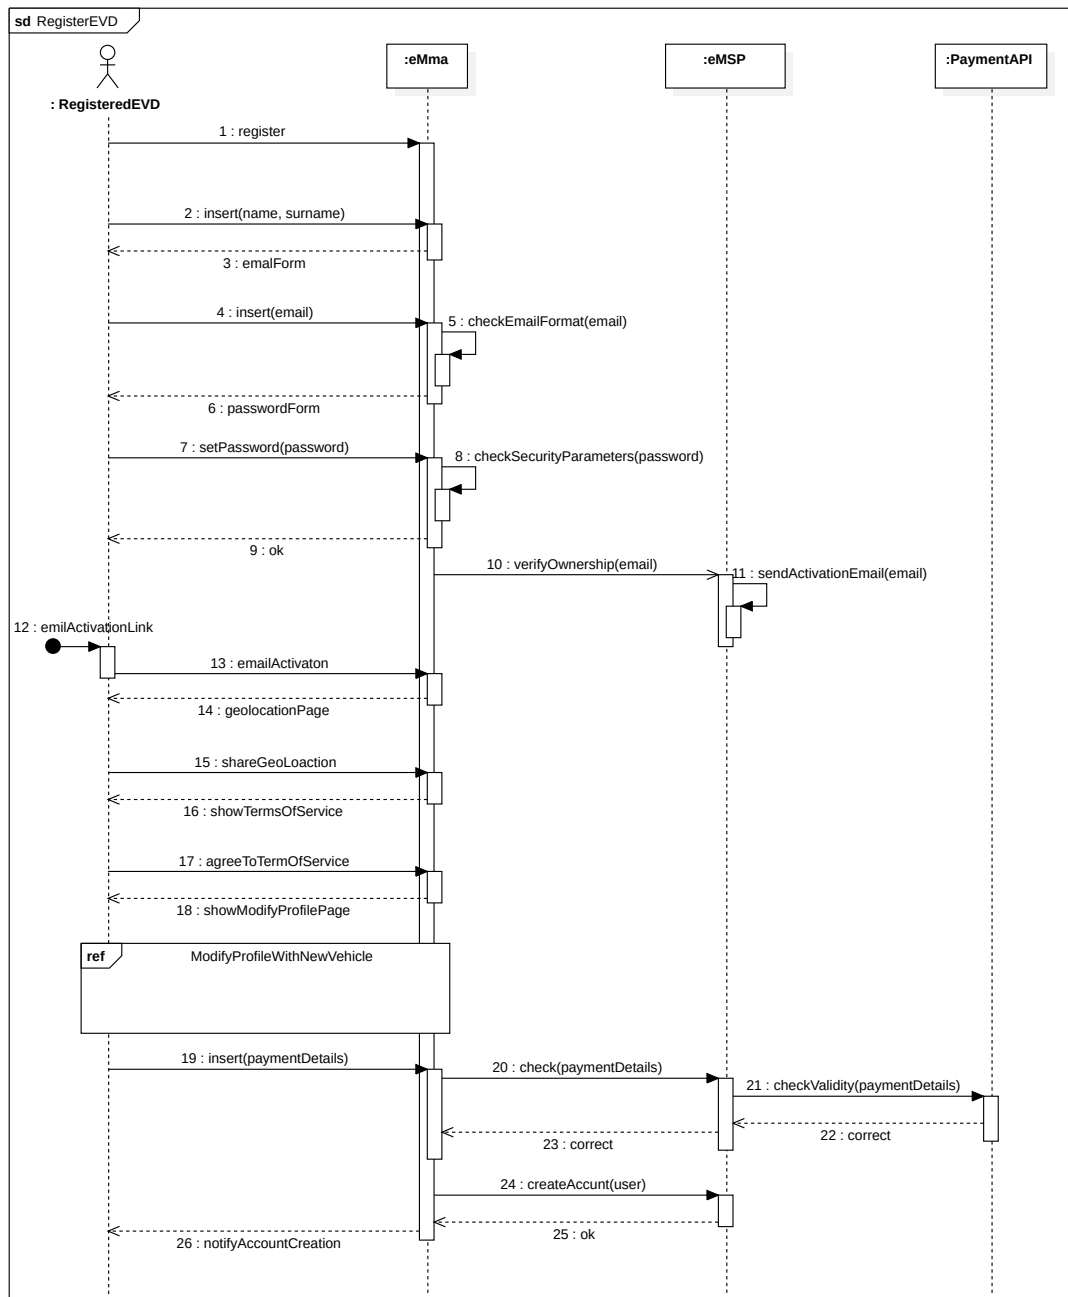 sd RegisterEVD
: RegisteredEVD
:eMma
:eMSP
:PaymentAPI
1 : register
2 : insert(name, surname)
3 : emalForm
4 : insert(email)
5 : checkEmailFormat(email)
6 : passwordForm
7 : setPassword(password)
8 : checkSecurityParameters(password)
9 : ok
10 : verifyOwnership(email)
11 : sendActivationEmail(email)
12 : emilActivationLink
13 : emailActivaton
14 : geolocationPage
15 : shareGeoLoaction
16 : showTermsOfService
17 : agreeToTermOfService
18 : showModifyProfilePage
ref
ModifyProfileWithNewVehicle
19 : insert(paymentDetails)
20 : check(paymentDetails)
21 : checkValidity(paymentDetails)
22 : correct
23 : correct
24 : createAccunt(user)
25 : ok
26 : notifyAccountCreation